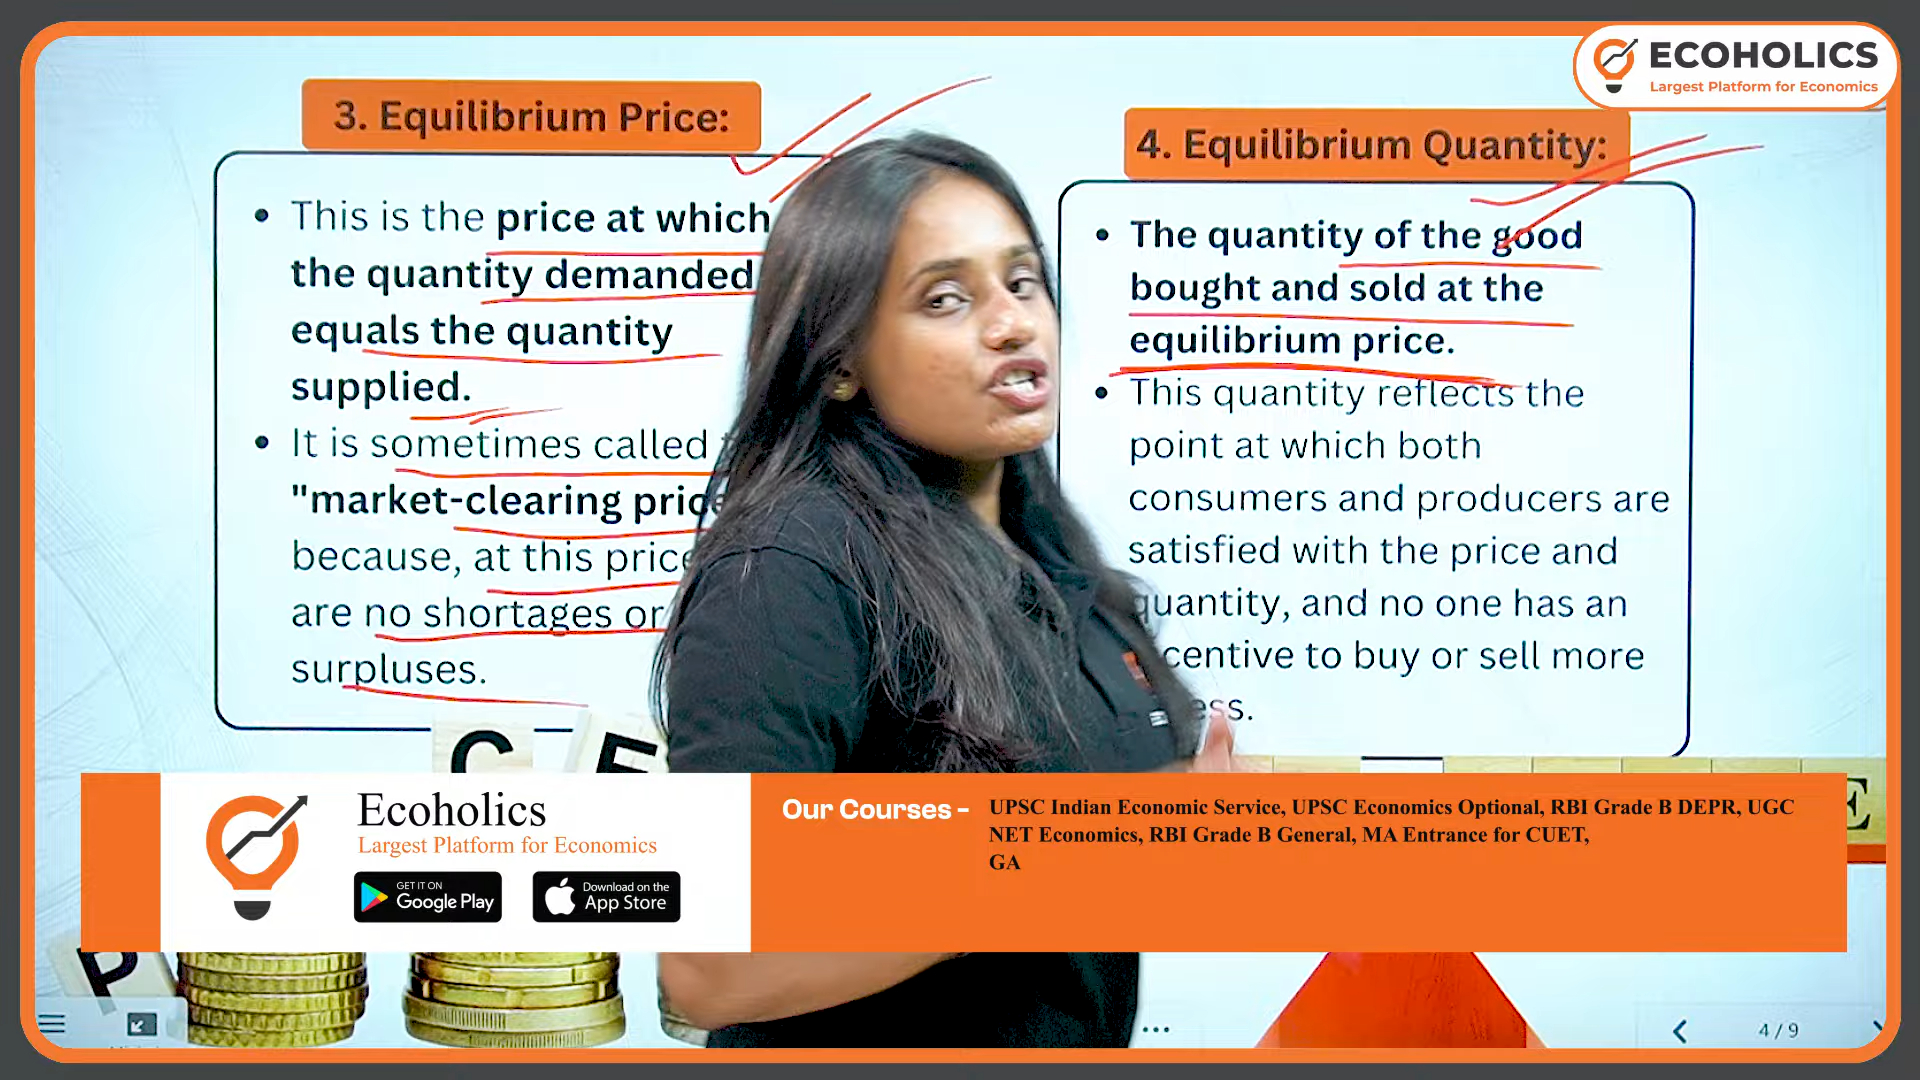 ECOHOLICS
Largest Platform for Economics
3. Equilibrium Price:
• This is the price at which
the quantity demanded
equals the quantity
supplied.
• It is sometimes called
"market-clearing
because, at this price
are no shortages or
surpluses.
4. Equilibrium Quantity:
• The quantity of the good
bought and sold at the
equilibrium price.
• This quantity reflects the
point at which both
consumers and producers are
satisfied with the price and
quantity, and no one has an
to buy or sell more
C E
Ecoholics
Largest Platform for Economics
GET IT ON
Google Play
Download on the
App Store
Our Courses -
UPSC Indian Economic Service, UPSC Economics Optional, RBI Grade B DEPR, UGC
NET Economics, RBI Grade B General, MA Entrance for CUET,
GA
E
P
4 / 9